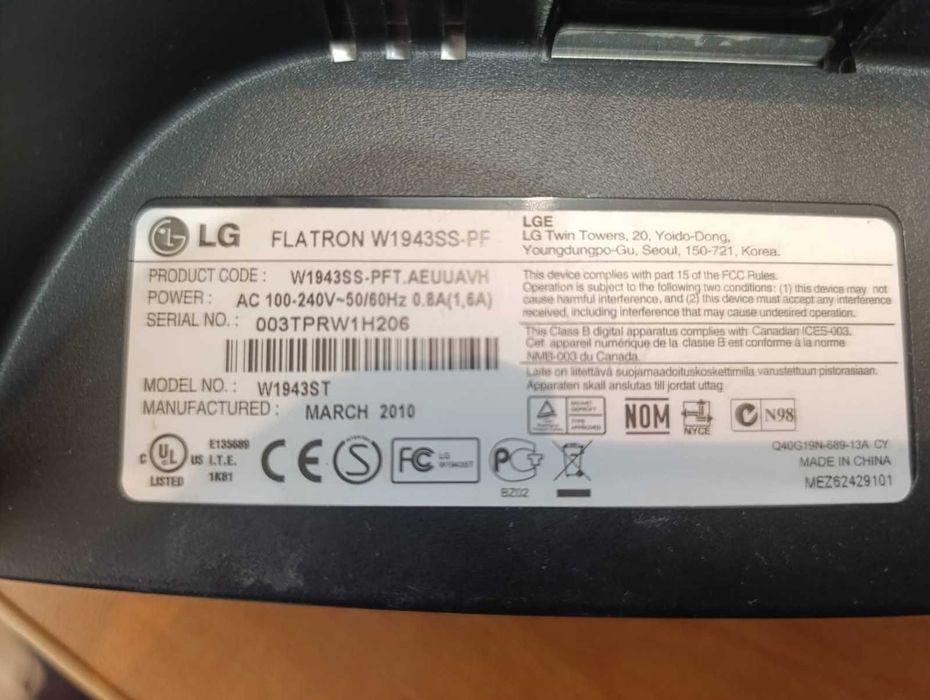 LG FLATRON W1943SS-PF
PRODUCT CODE : W1943SS-PFT.AEUUAVH
POWER : AC 100-240V~50/60Hz 0.8A(1,6A)
SERIAL NO. : 003TPRW1H206
MODEL NO. : W1943ST
MANUFACTURED : MARCH 2010
LGE
LG Twin Towers, 20, Yoido-Dong,
Youngdungpo-Gu, Seoul, 150-721, Korea.
This device complies with part 15 of the FCC Rules.
Operation is subject to the following two conditions: (1) this device may not
cause harmful interference, and (2) this device must accept any interference
received, including interference that may cause undesired operation.
This Class B digital apparatus complies with Canadian ICES-003.
Cet appareil numérique de la classe B est conforme à la norme
NMB-003 du Canada.
Laite on liitettävä suojamaadoituskoskettimilla varustettuun pistorasiaan.
Apparaten skall anslutas till jordat uttag
NOM
NYCE
N98
C UL US
LISTED
E135689
I.T.E.
1K81
CE
S
FC
LG
W1943ST
PG
BZ02
Q40G19N-689-13A CY
MADE IN CHINA
MEZ62429101